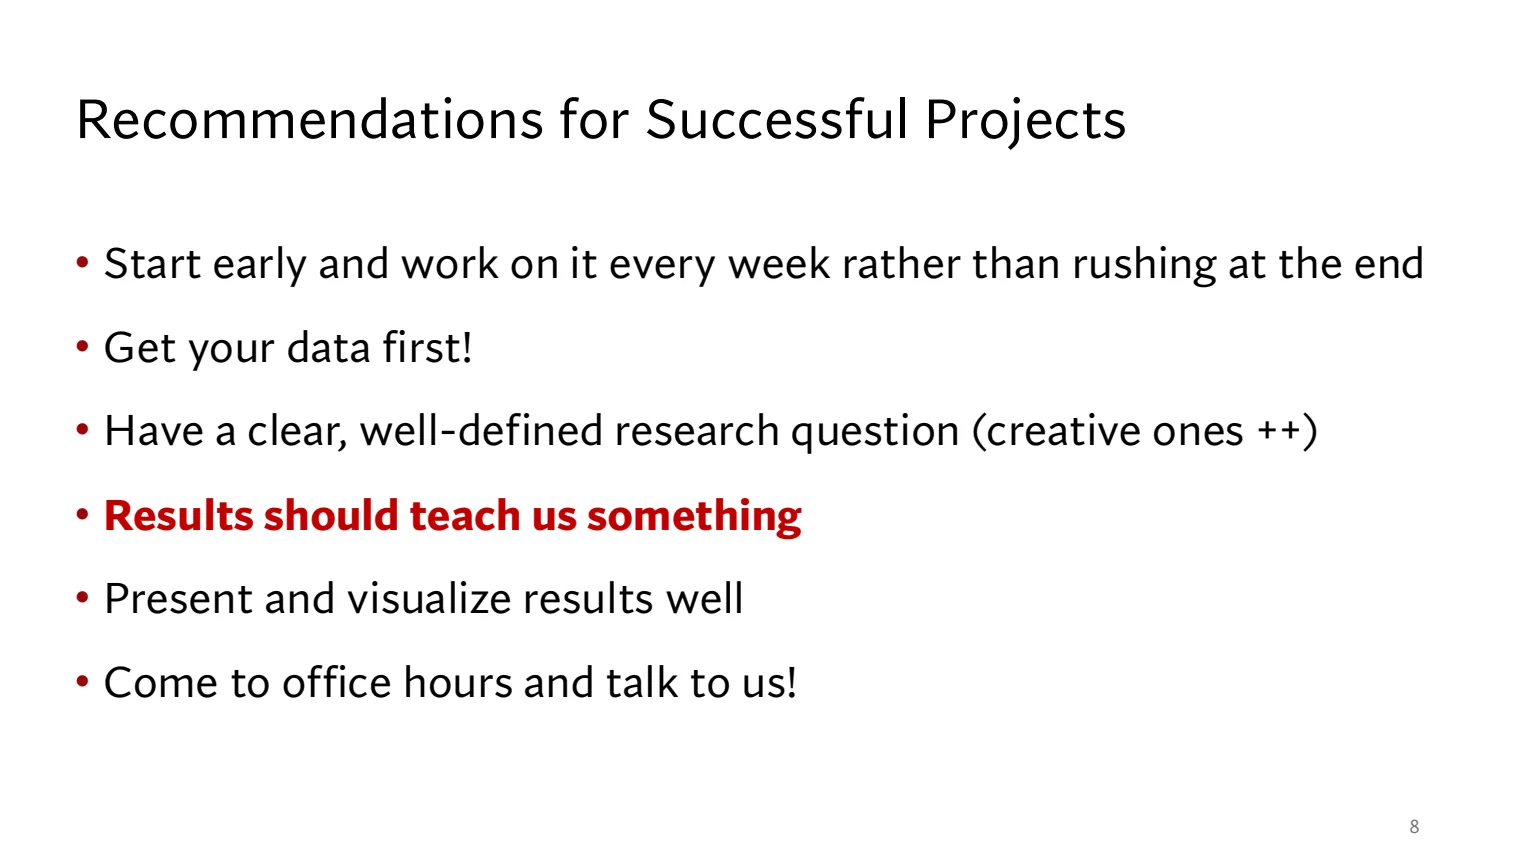 Recommendations for Successful Projects
• Start early and work on it every week rather than rushing at the end
• Get your data first!
• Have a clear, well-defined research question (creative ones ++)
• Results should teach us something
• Present and visualize results well
• Come to office hours and talk to us!
8